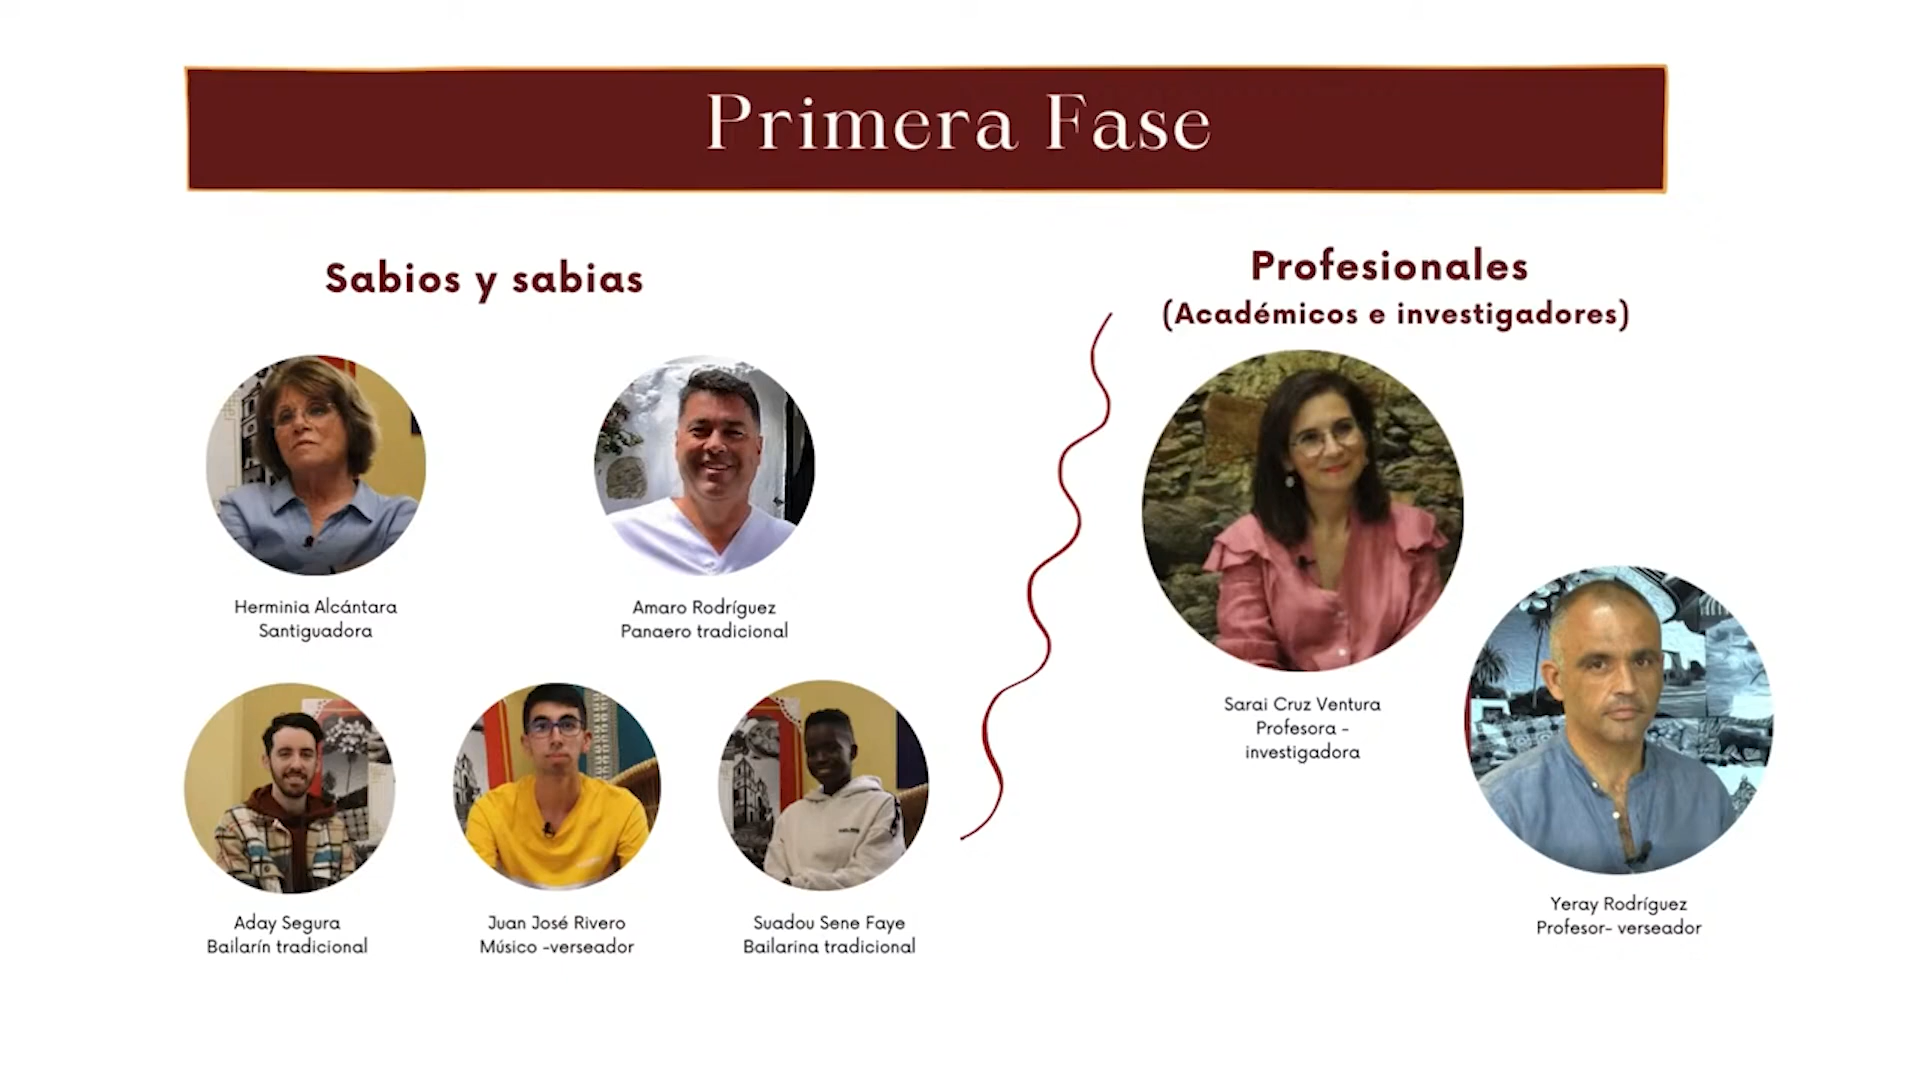 Primera Fase
Sabios y sabias
Herminia Alcántara
Santiguadora
Amaro Rodríguez
Panaero tradicional
Aday Segura
Bailarín tradicional
Juan José Rivero
Músico -verseador
Suadou Sene Faye
Bailarina tradicional
Profesionales
(Académicos e investigadores)
Sarai Cruz Ventura
Profesora -
investigadora
Yeray Rodríguez
Profesor- verseador